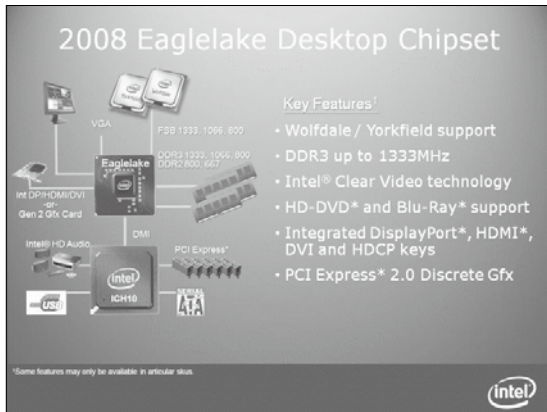 2008 Eaglelake Desktop Chipset
VGA
FSB 1333, 1066, 800
Eaglelake
DDR3 1333, 1066, 800
DDR2 800, 667
Int DP/HDMI/DVI
-or-
Gen 2 Gfx Card
DMI
Intel® HD Audio
PCI Express*
intel
ICH10
USB
SERIAL
ATA
Key Features¹
• Wolfdale / Yorkfield support
• DDR3 up to 1333MHz
• Intel® Clear Video technology
• HD-DVD* and Blu-Ray* support
• Integrated DisplayPort*, HDMI*,
DVI and HDCP keys
• PCI Express* 2.0 Discrete Gfx
¹Some features may only be available in articular skus.
intel